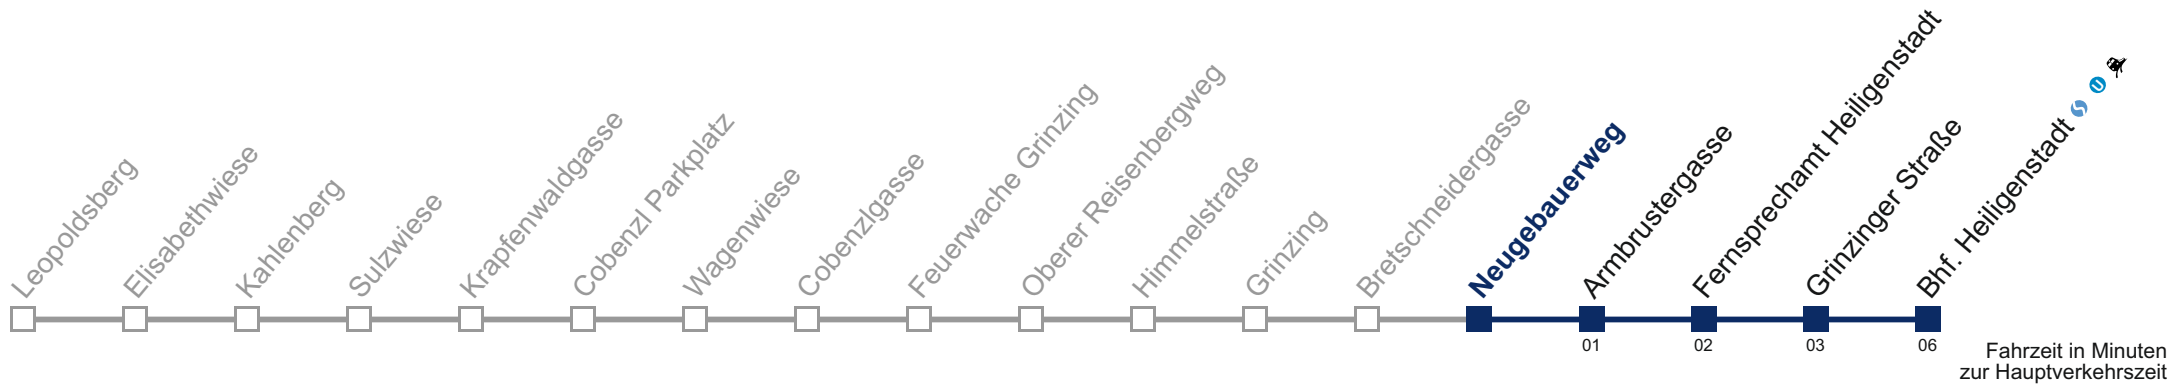 Leopoldsberg
Elisabethwiese
Kahlenberg
Sulzwiese
Krapfenwaldgasse
Cobenzl Parkplatz
Wagenwiese
Cobenzlgasse
Feuerwache Grinzing
Oberer Reisenbergweg
Himmelstraße
Grinzing
Bretschneidergasse
Neugebauerweg
Armbrustergasse
Fernsprechamt Heiligenstadt
Grinzinger Straße
Bhf. Heiligenstadt S U
01
02
03
06
Fahrzeit in Minuten
zur Hauptverkehrszeit